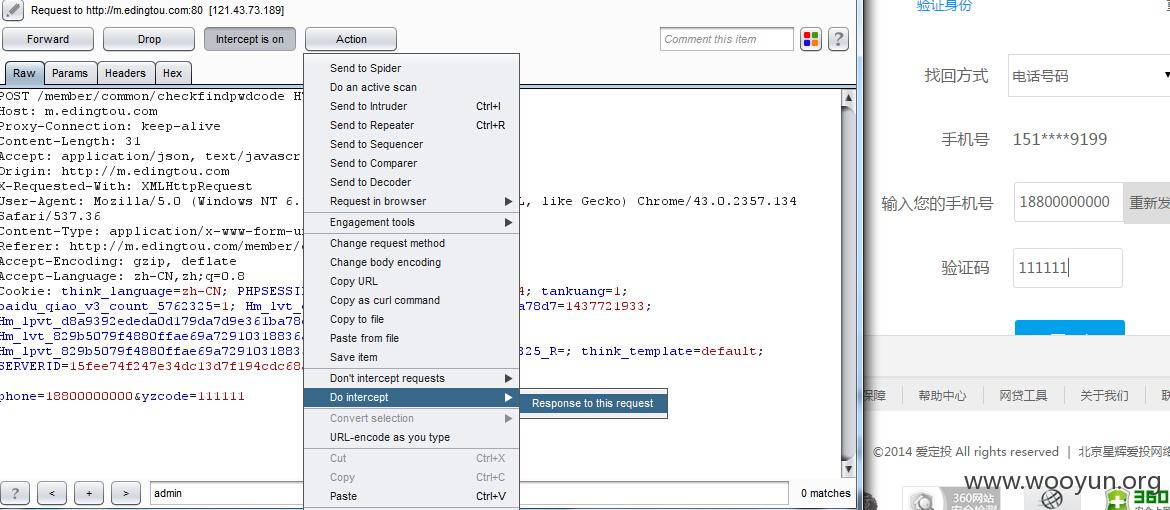 Request to http://m.edingtou.com:80 [121.43.73.189]
Forward Drop Intercept is on Action Comment this item ?
Raw Params Headers Hex
POST /member/common/checkfindpwdcode
Host: m.edingtou.com
Proxy-Connection: keep-alive
Content-Length: 31
Accept: application/json, text/javascr
Origin: http://m.edingtou.com
X-Requested-With: XMLHttpRequest
User-Agent: Mozilla/5.0 (Windows NT 6. L, like Gecko) Chrome/43.0.2357.134
Safari/537.36
Content-Type: application/x-www-form-u
Referer: http://m.edingtou.com/member/
Accept-Encoding: gzip, deflate
Accept-Language: zh-CN,zh;q=0.8
Cookie: think_language=zh-CN; PHPSESSI 4; tankuang=1;
baidu_qiao_v3_count_5762325=1; Hm_lvt_ a78d7=1437721933;
Hm_lpvt_d8a9392ededa0d179da7d9e361ba78
Hm_lvt_829b5079f4880ffae69a72910318836
Hm_lpvt_829b5079f4880ffae69a7291031883 325_R=; think_template=default;
SERVERID=15fee74f247e34dc13d7f194cdc68
phone=18800000000&yzcode=111111
Send to Spider
Do an active scan
Send to Intruder Ctrl+I
Send to Repeater Ctrl+R
Send to Sequencer
Send to Comparer
Send to Decoder
Request in browser
Engagement tools
Change request method
Change body encoding
Copy URL
Copy as curl command
Copy to file
Paste from file
Save item
Don't intercept requests
Do intercept
Response to this request
Convert selection
URL-encode as you type
Cut Ctrl+X
Copy Ctrl+C
Paste Ctrl+V
? < + > admin 0 matches
验证身份
找回方式 电话号码
手机号 151****9199
输入您的手机号 18800000000 重新发
验证码 111111
保障 帮助中心 网贷工具 关于我们
©2014 爱定投 All rights reserved | 北京星辉爱投网络
www.wooyun.org
360网站
安全检测
360